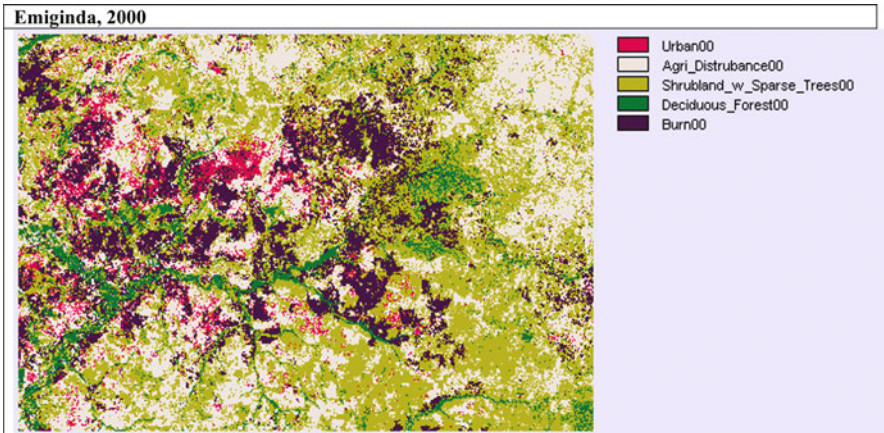 Emiginda, 2000
Urban00
Agri_Distrubance00
Shrubland_w_Sparse_Trees00
Deciduous_Forest00
Burn00